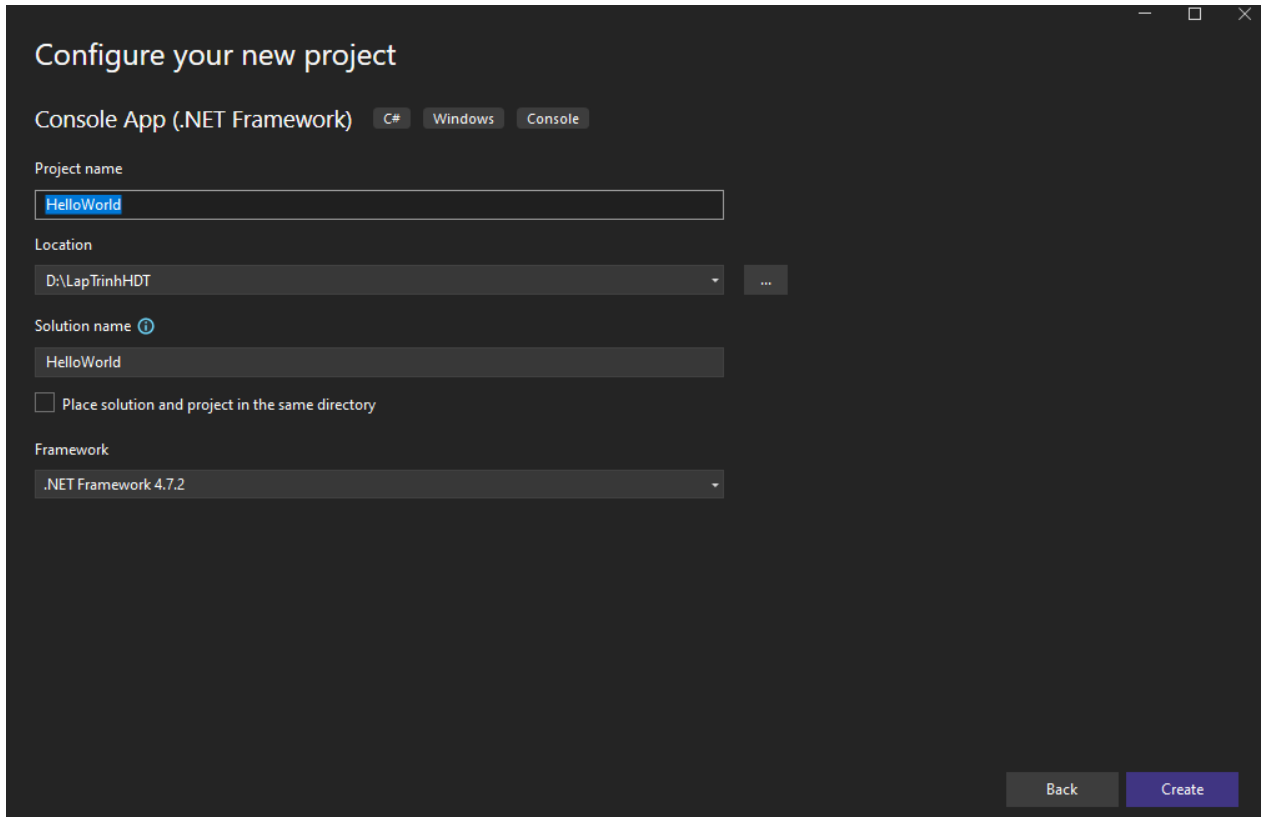 Configure your new project
Console App (.NET Framework) C# Windows Console
Project name
HelloWorld
Location
D:\LapTrinhHDT
...
Solution name
HelloWorld
Place solution and project in the same directory
Framework
.NET Framework 4.7.2
Back Create